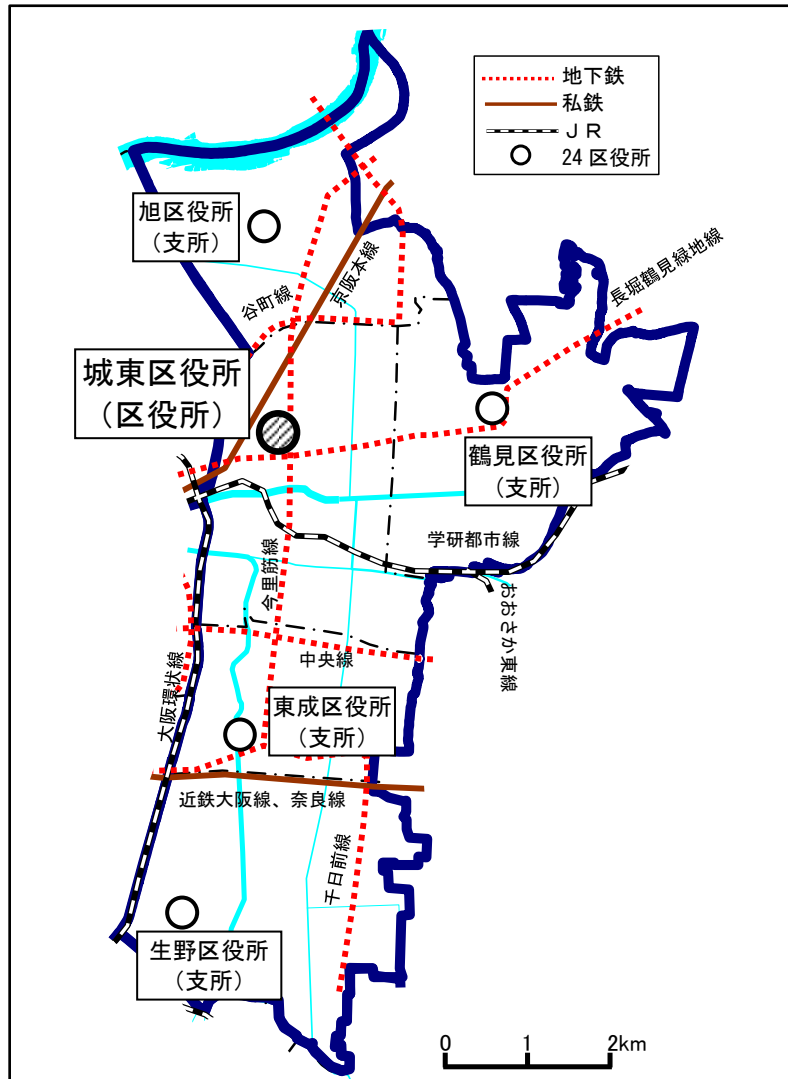 地下鉄
私鉄
ＪＲ
24区役所
旭区役所
（支所）
谷町線
京阪本線
長堀鶴見緑地線
城東区役所
（区役所）
鶴見区役所
（支所）
学研都市線
おおさか東線
今里筋線
中央線
大阪環状線
東成区役所
（支所）
近鉄大阪線、奈良線
千日前線
生野区役所
（支所）
0 1 2km